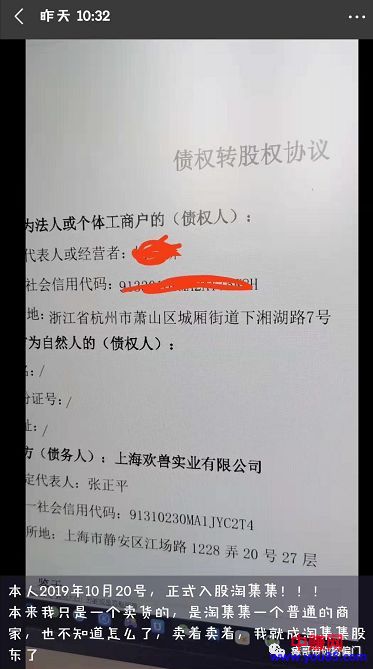 昨天 10:32
债权转股权协议
为法人或个体工商户的（债权人）：
代表人或经营者：
社会信用代码：
地：浙江省杭州市萧山区城厢街道下湘湖路7号
为自然人的（债权人）：
名：/
份证号：/
址：/
方（债务人）：上海欢兽实业有限公司
定代表人：张正平
一社会信用代码：91310230MA1JYC2T4
所地：上海市静安区江场路 1228 弄 20 号 27 层
鉴于
本人2019年10月20号，正式入股淘集集！！！
本来我只是一个卖货的，是淘集集一个普通的商
家，也不知道怎么了，卖着卖着，我就成淘集集股
东了